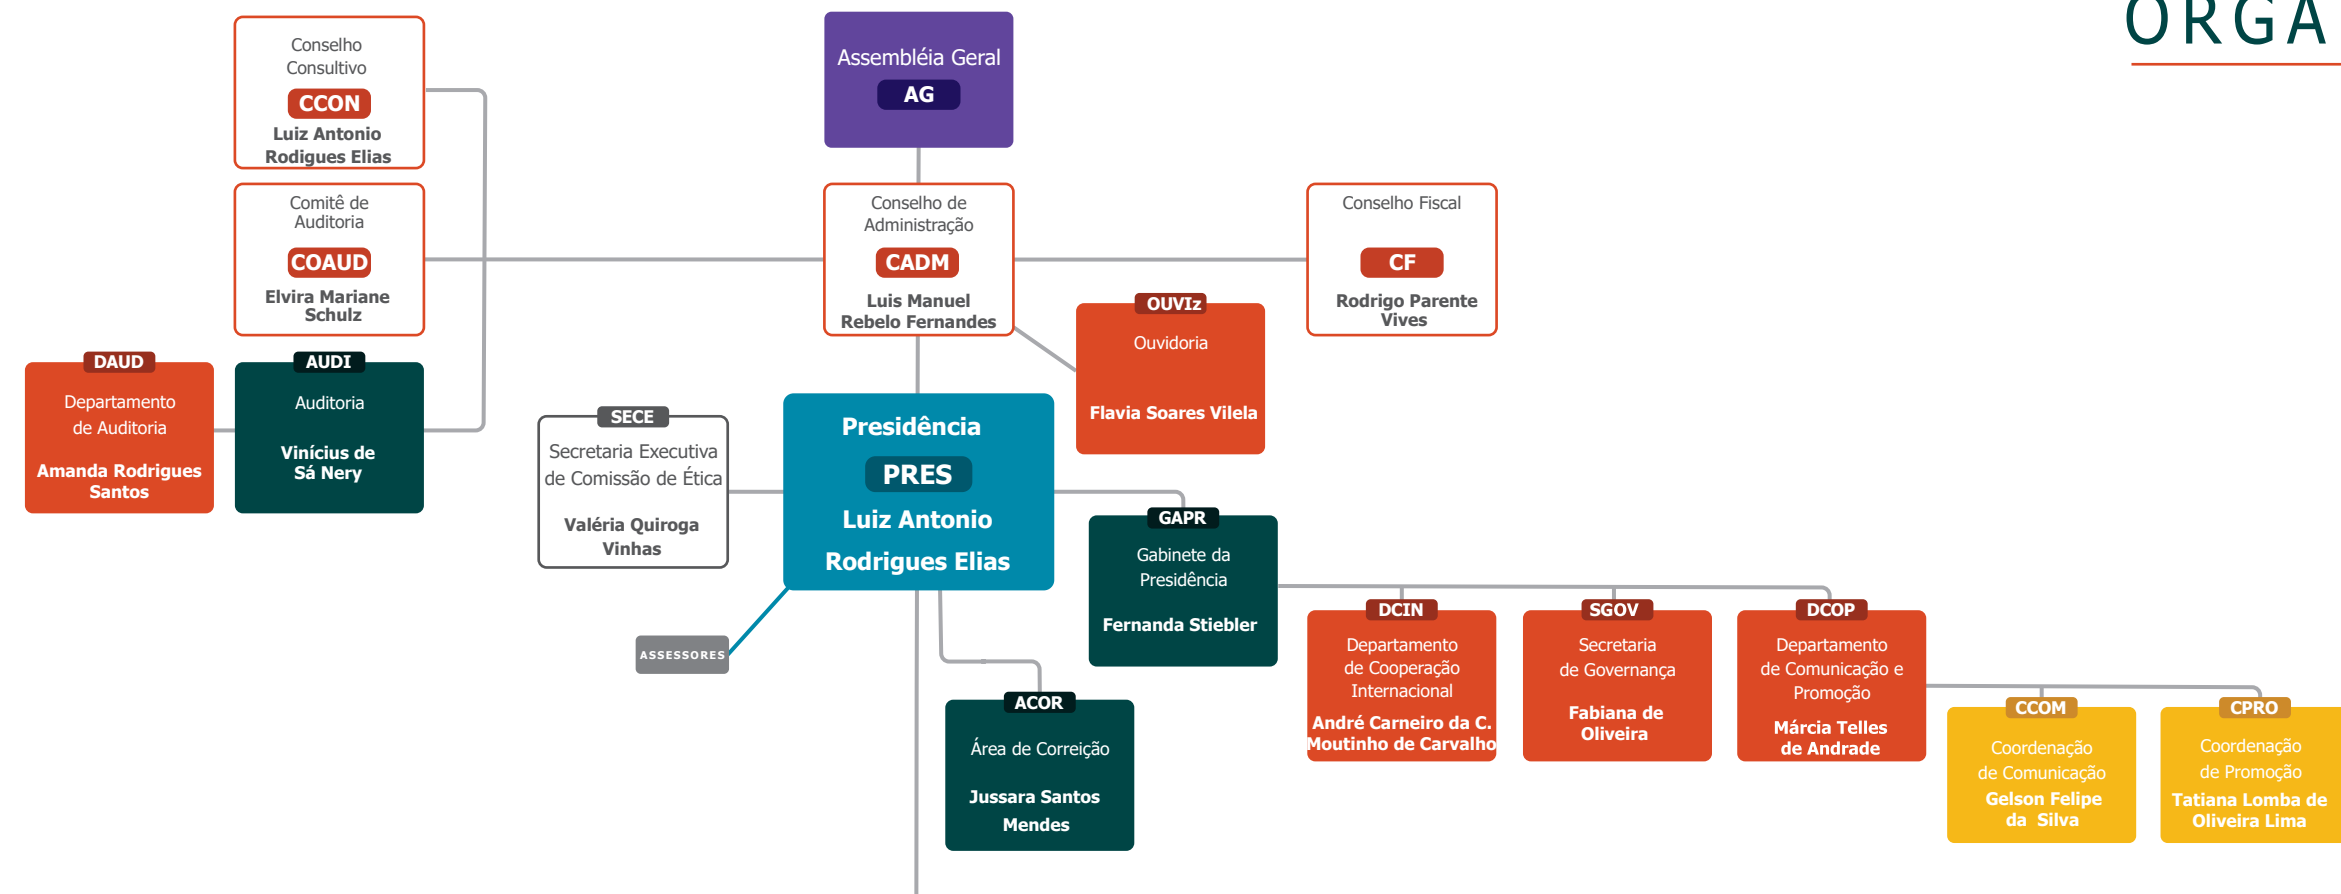 ORGA
Conselho
Consultivo
CCON
Luiz Antonio
Rodigues Elias
Assembléia Geral
AG
Comitê de
Auditoria
COAUD
Elvira Mariane
Schulz
Conselho de
Administração
CADM
Luis Manuel
Rebelo Fernandes
Conselho Fiscal
CF
Rodrigo Parente
Vives
OUVIz
Ouvidoria
Flavia Soares Vilela
DAUD
Departamento
de Auditoria
Amanda Rodrigues
Santos
AUDI
Auditoria
Vinícius de
Sá Nery
SECE
Secretaria Executiva
de Comissão de Ética
Valéria Quiroga
Vinhas
Presidência
PRES
Luiz Antonio
Rodrigues Elias
ASSESSORES
GAPR
Gabinete da
Presidência
Fernanda Stiebler
DCIN
Departamento
de Cooperação
Internacional
André Carneiro da C.
Moutinho de Carvalho
SGOV
Secretaria
de Governança
Fabiana de
Oliveira
DCOP
Departamento
de Comunicação e
Promoção
Márcia Telles
de Andrade
ACOR
Área de Correição
Jussara Santos
Mendes
CCOM
Coordenação
de Comunicação
Gelson Felipe
da Silva
CPRO
Coordenação
de Promoção
Tatiana Lomba de
Oliveira Lima